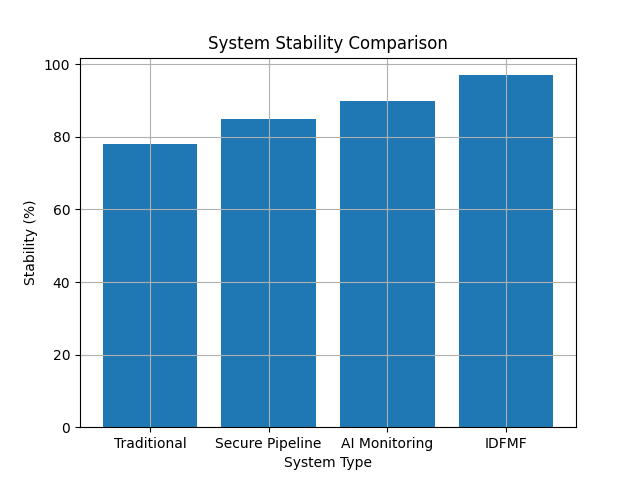 System Stability Comparison
100
80
60
40
20
0
Stability (%)
Traditional Secure Pipeline AI Monitoring IDFMF
System Type